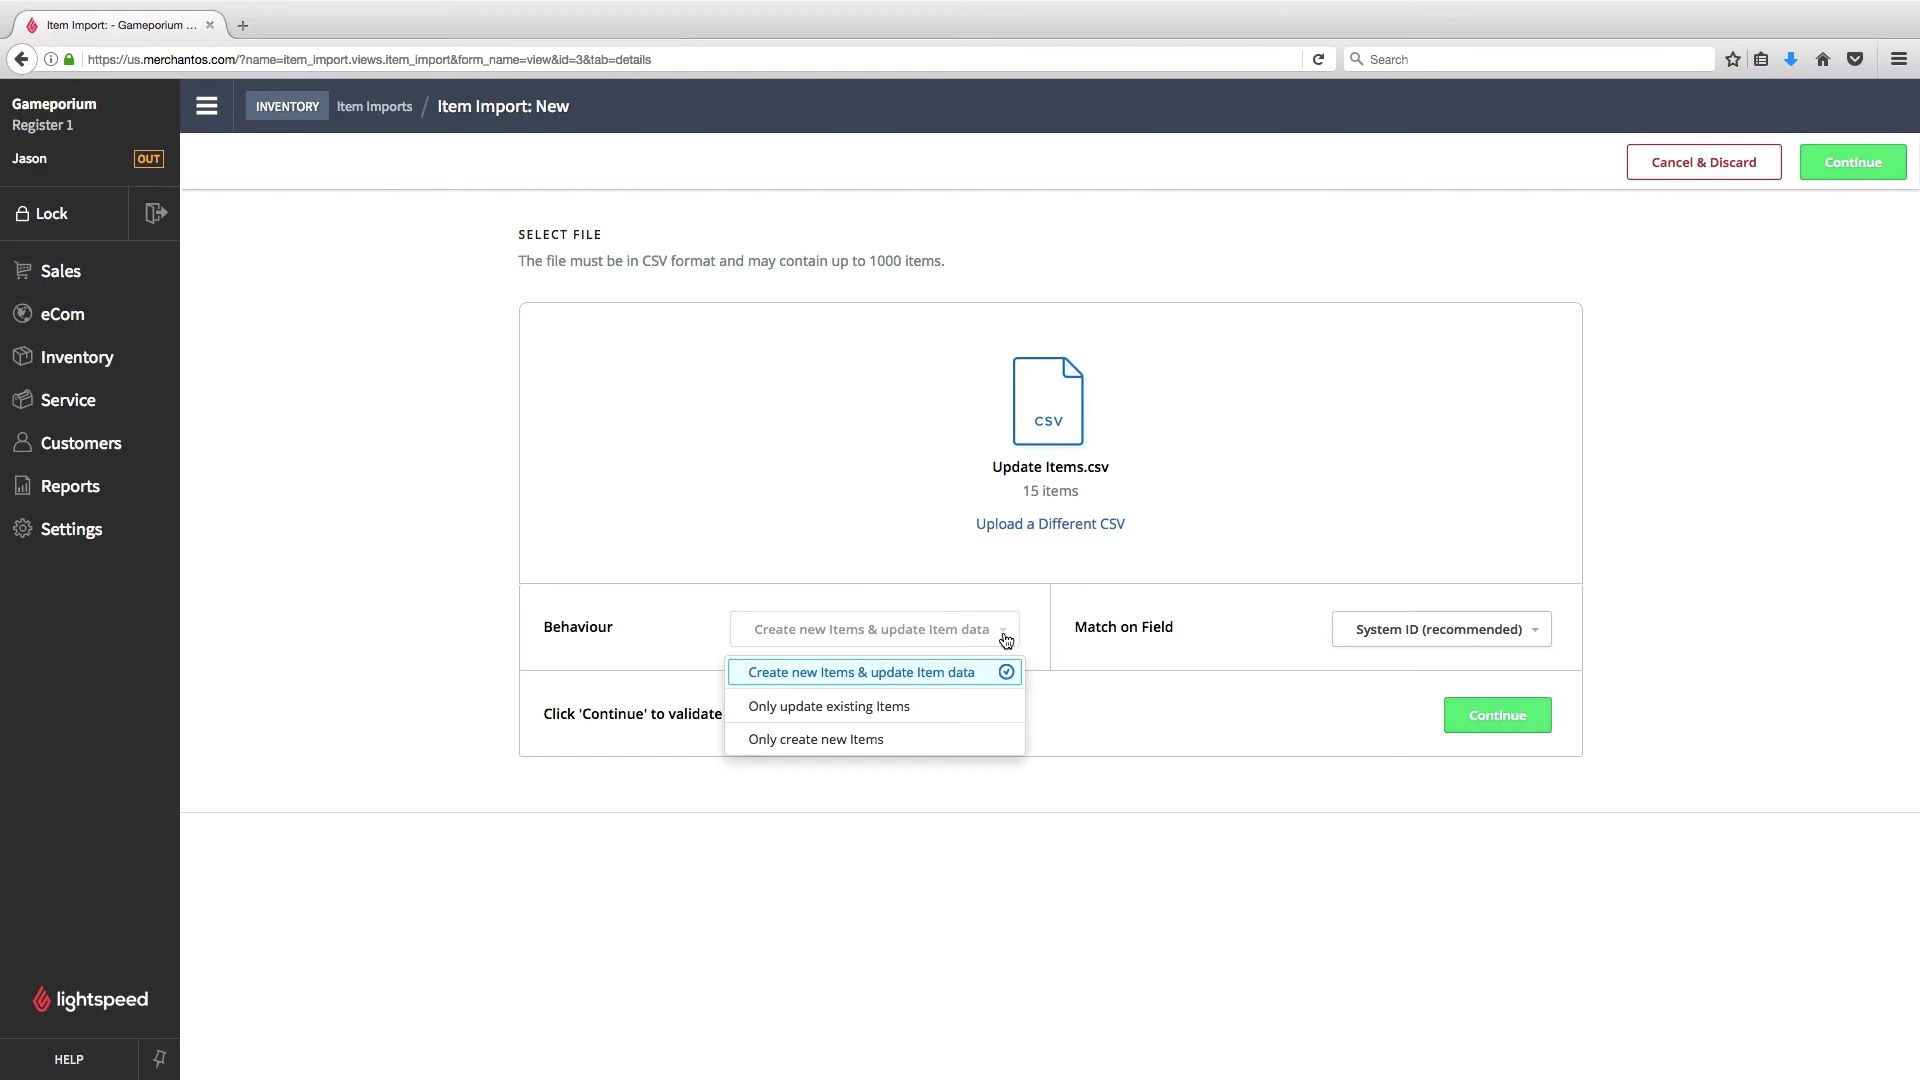 Item Import: - Gameporium ...
https://us.merchantos.com/?name=item_import.views.item_import&form_name=view&id=3&tab=details
Search
Gameporium
Register 1
Jason
OUT
Lock
Sales
eCom
Inventory
Service
Customers
Reports
Settings
lightspeed
HELP
INVENTORY
Item Imports / Item Import: New
Cancel & Discard
Continue
SELECT FILE
The file must be in CSV format and may contain up to 1000 items.
CSV
Update Items.csv
15 items
Upload a Different CSV
Behaviour
Create new Items & update Item data
Match on Field
System ID (recommended)
Create new Items & update Item data
Only update existing Items
Only create new Items
Click 'Continue' to validate
Continue